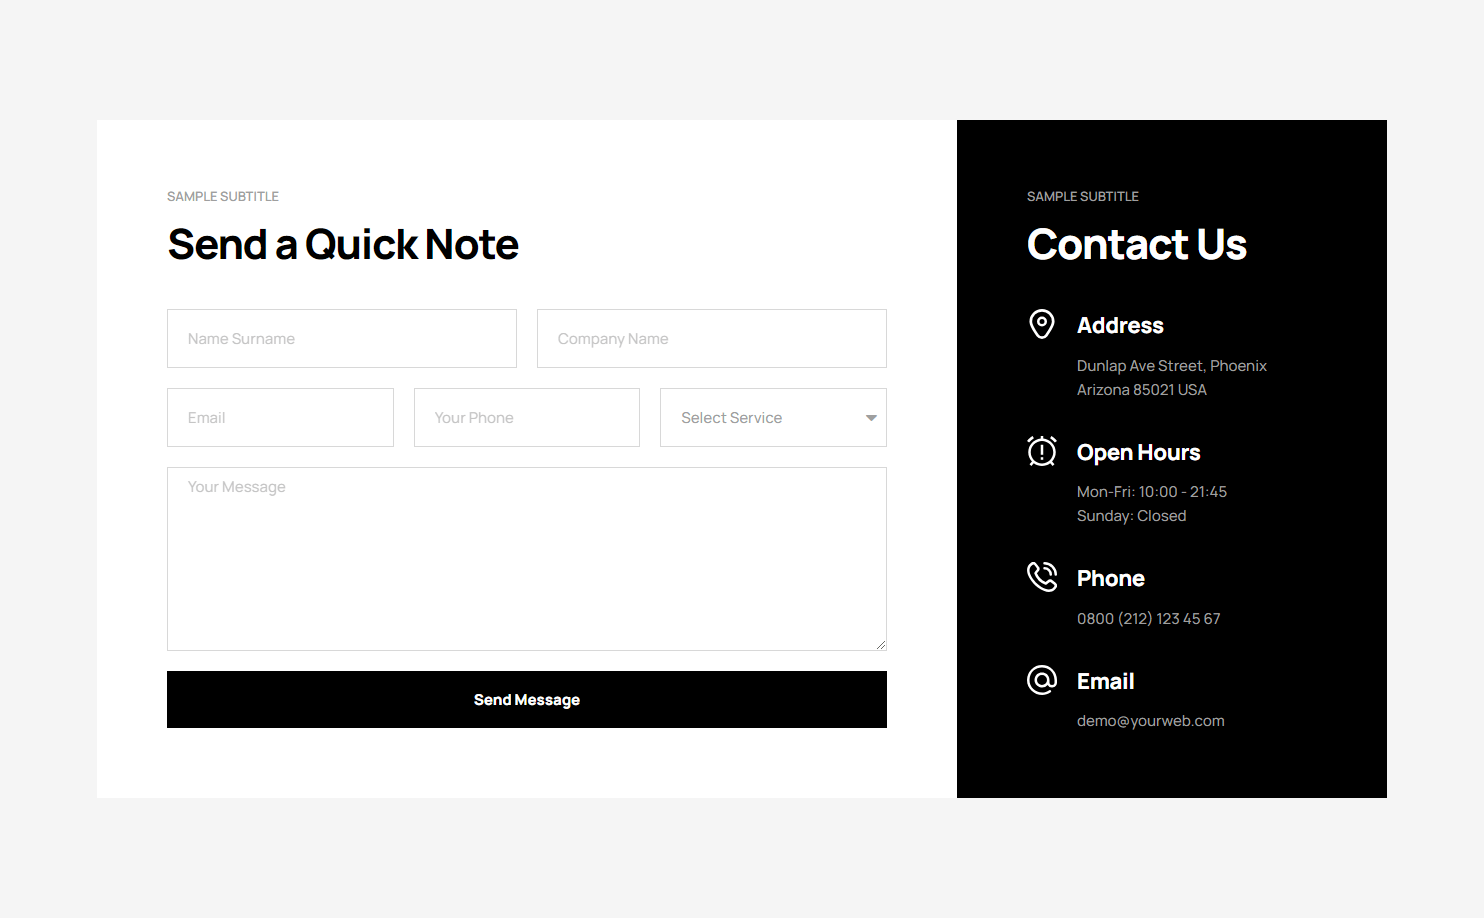 SAMPLE SUBTITLE
Send a Quick Note
Name Surname
Company Name
Email
Your Phone
Select Service
Your Message
Send Message
SAMPLE SUBTITLE
Contact Us
Address
Dunlap Ave Street, Phoenix
Arizona 85021 USA
Open Hours
Mon-Fri: 10:00 - 21:45
Sunday: Closed
Phone
0800 (212) 123 45 67
Email
demo@yourweb.com